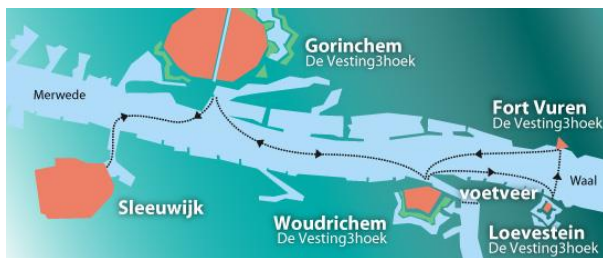 Gorinchem
De Vesting3hoek
Merwede
Fort Vuren
De Vesting3hoek
Waal
voetveer
Sleeuwijk
Woudrichem
De Vesting3hoek
Loevestein
De Vesting3hoek